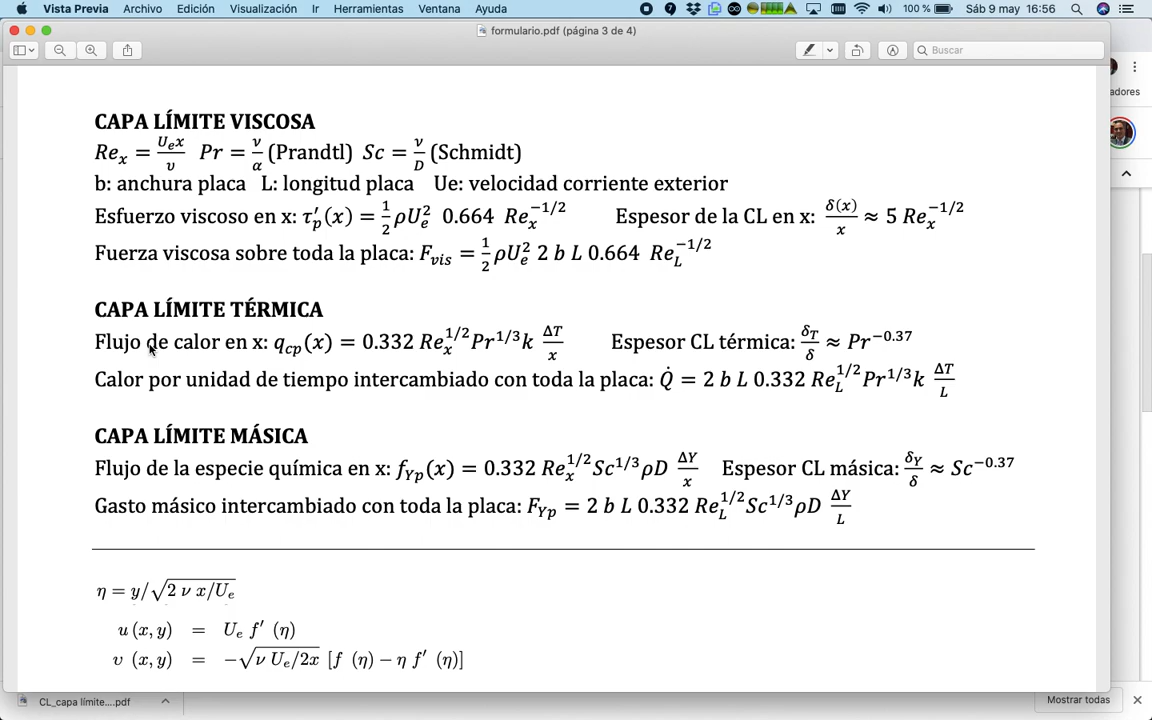 Vista Previa Archivo Edición Visualización Ir Herramientas Ventana Ayuda 100 % Sáb 9 may 16:56
formulario.pdf (página 3 de 4)
Buscar
adores
CAPA LÍMITE VISCOSA
Re_x = U_e x/υ Pr = ν/α (Prandtl) Sc = ν/D (Schmidt)
b: anchura placa L: longitud placa Ue: velocidad corriente exterior
Esfuerzo viscoso en x: τ'_p(x) = 1/2 ρU_e^2 0.664 Re_x^{-1/2} Espesor de la CL en x: δ(x)/x ≈ 5 Re_x^{-1/2}
Fuerza viscosa sobre toda la placa: F_vis = 1/2 ρU_e^2 2 b L 0.664 Re_L^{-1/2}
CAPA LÍMITE TÉRMICA
Flujo de calor en x: q_cp(x) = 0.332 Re_x^{1/2} Pr^{1/3} k ΔT/x Espesor CL térmica: δ_T/δ ≈ Pr^{-0.37}
Calor por unidad de tiempo intercambiado con toda la placa: Q̇ = 2 b L 0.332 Re_L^{1/2} Pr^{1/3} k ΔT/L
CAPA LÍMITE MÁSICA
Flujo de la especie química en x: f_Yp(x) = 0.332 Re_x^{1/2} Sc^{1/3} ρD ΔY/x Espesor CL másica: δ_Y/δ ≈ Sc^{-0.37}
Gasto másico intercambiado con toda la placa: F_Yp = 2 b L 0.332 Re_L^{1/2} Sc^{1/3} ρD ΔY/L
η = y/√(2 ν x/U_e)
u (x, y) = U_e f' (η)
υ (x, y) = −√(ν U_e/2x) [f (η) − η f' (η)]
CL_capa límite....pdf
Mostrar todas